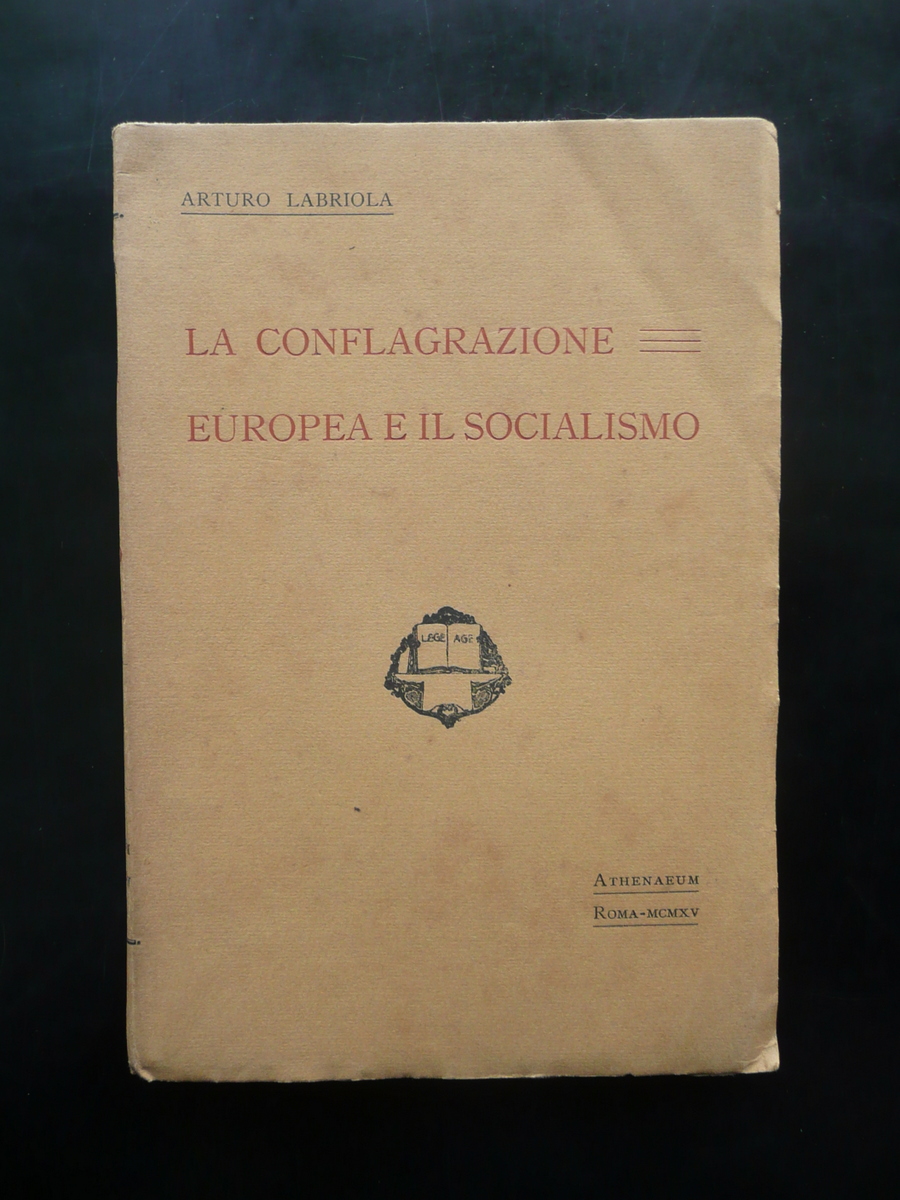 ARTURO LABRIOLA
LA CONFLAGRAZIONE
EUROPEA E IL SOCIALISMO
LEGE AGE
ATHENAEUM
ROMA-MCMXV